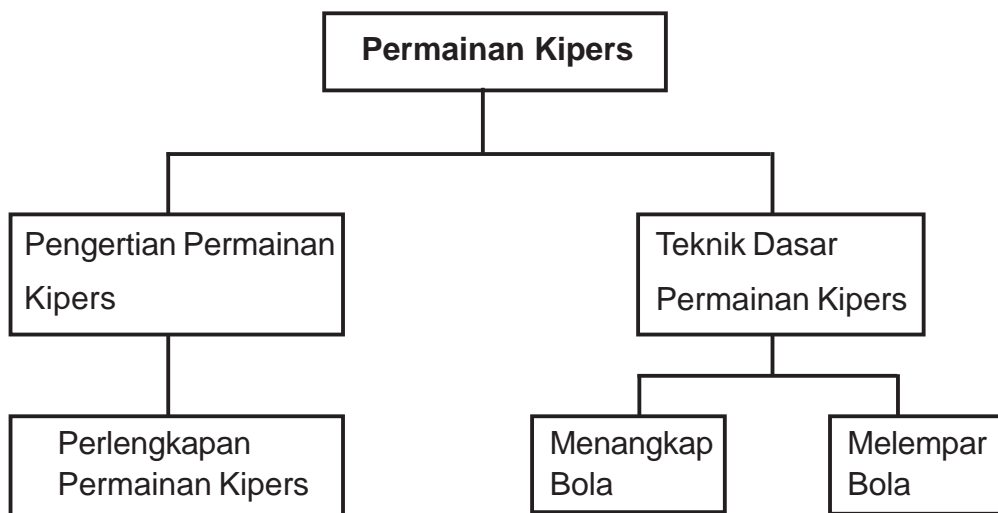 Permainan Kipers
Pengertian Permainan
Kipers
Teknik Dasar
Permainan Kipers
Perlengkapan
Permainan Kipers
Menangkap
Bola
Melempar
Bola